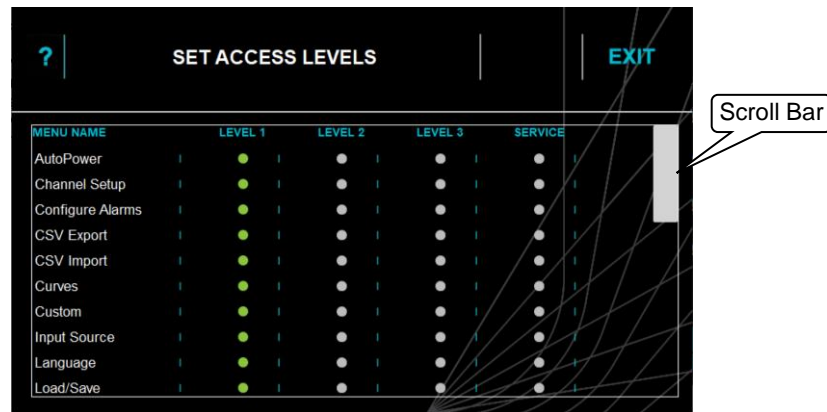 ? SET ACCESS LEVELS EXIT
Scroll Bar
MENU NAME LEVEL 1 LEVEL 2 LEVEL 3 SERVICE
AutoPower
Channel Setup
Configure Alarms
CSV Export
CSV Import
Curves
Custom
Input Source
Language
Load/Save